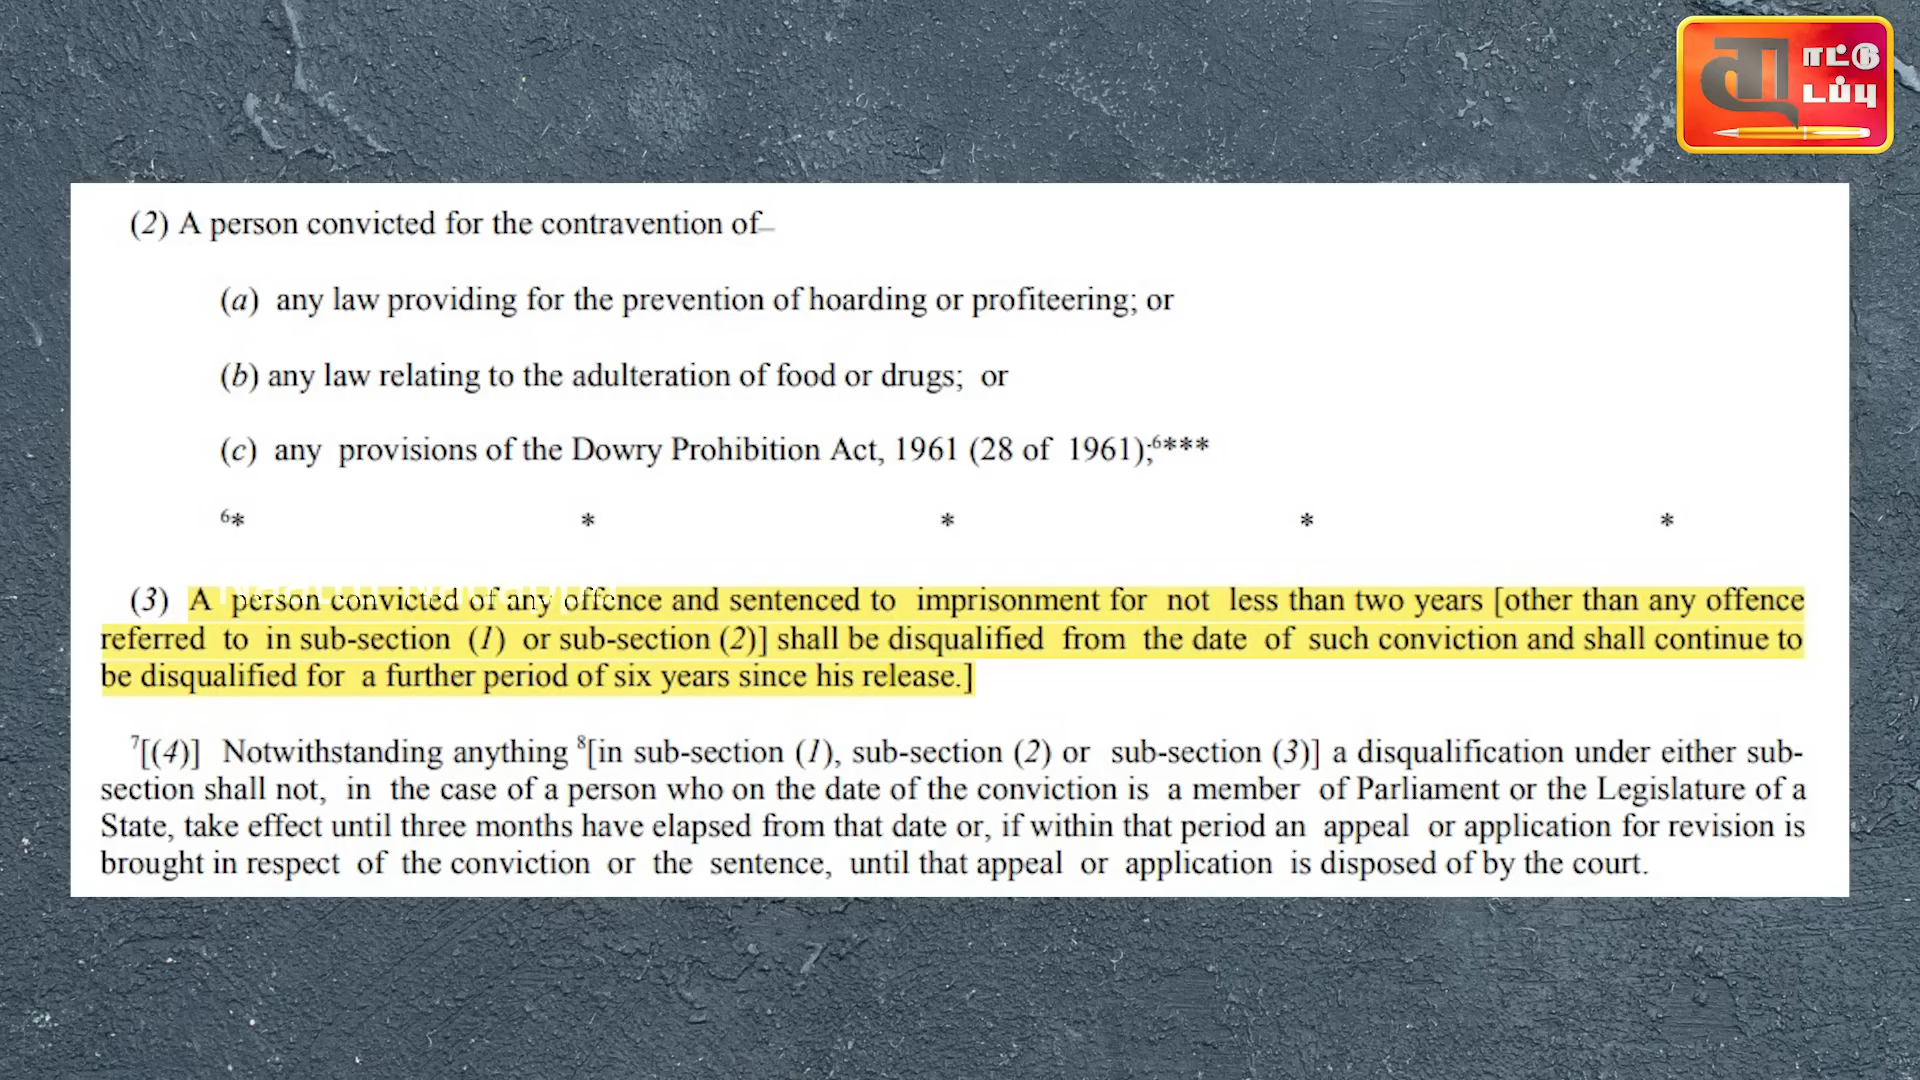 நாட்டு
நடப்பு
(2) A person convicted for the contravention of–
(a) any law providing for the prevention of hoarding or profiteering; or
(b) any law relating to the adulteration of food or drugs; or
(c) any provisions of the Dowry Prohibition Act, 1961 (28 of 1961);6***
6* * * * *
(3) A person convicted of any offence and sentenced to imprisonment for not less than two years [other than any offence
referred to in sub-section (1) or sub-section (2)] shall be disqualified from the date of such conviction and shall continue to
be disqualified for a further period of six years since his release.]
7[(4)] Notwithstanding anything 8[in sub-section (1), sub-section (2) or sub-section (3)] a disqualification under either sub-
section shall not, in the case of a person who on the date of the conviction is a member of Parliament or the Legislature of a
State, take effect until three months have elapsed from that date or, if within that period an appeal or application for revision is
brought in respect of the conviction or the sentence, until that appeal or application is disposed of by the court.